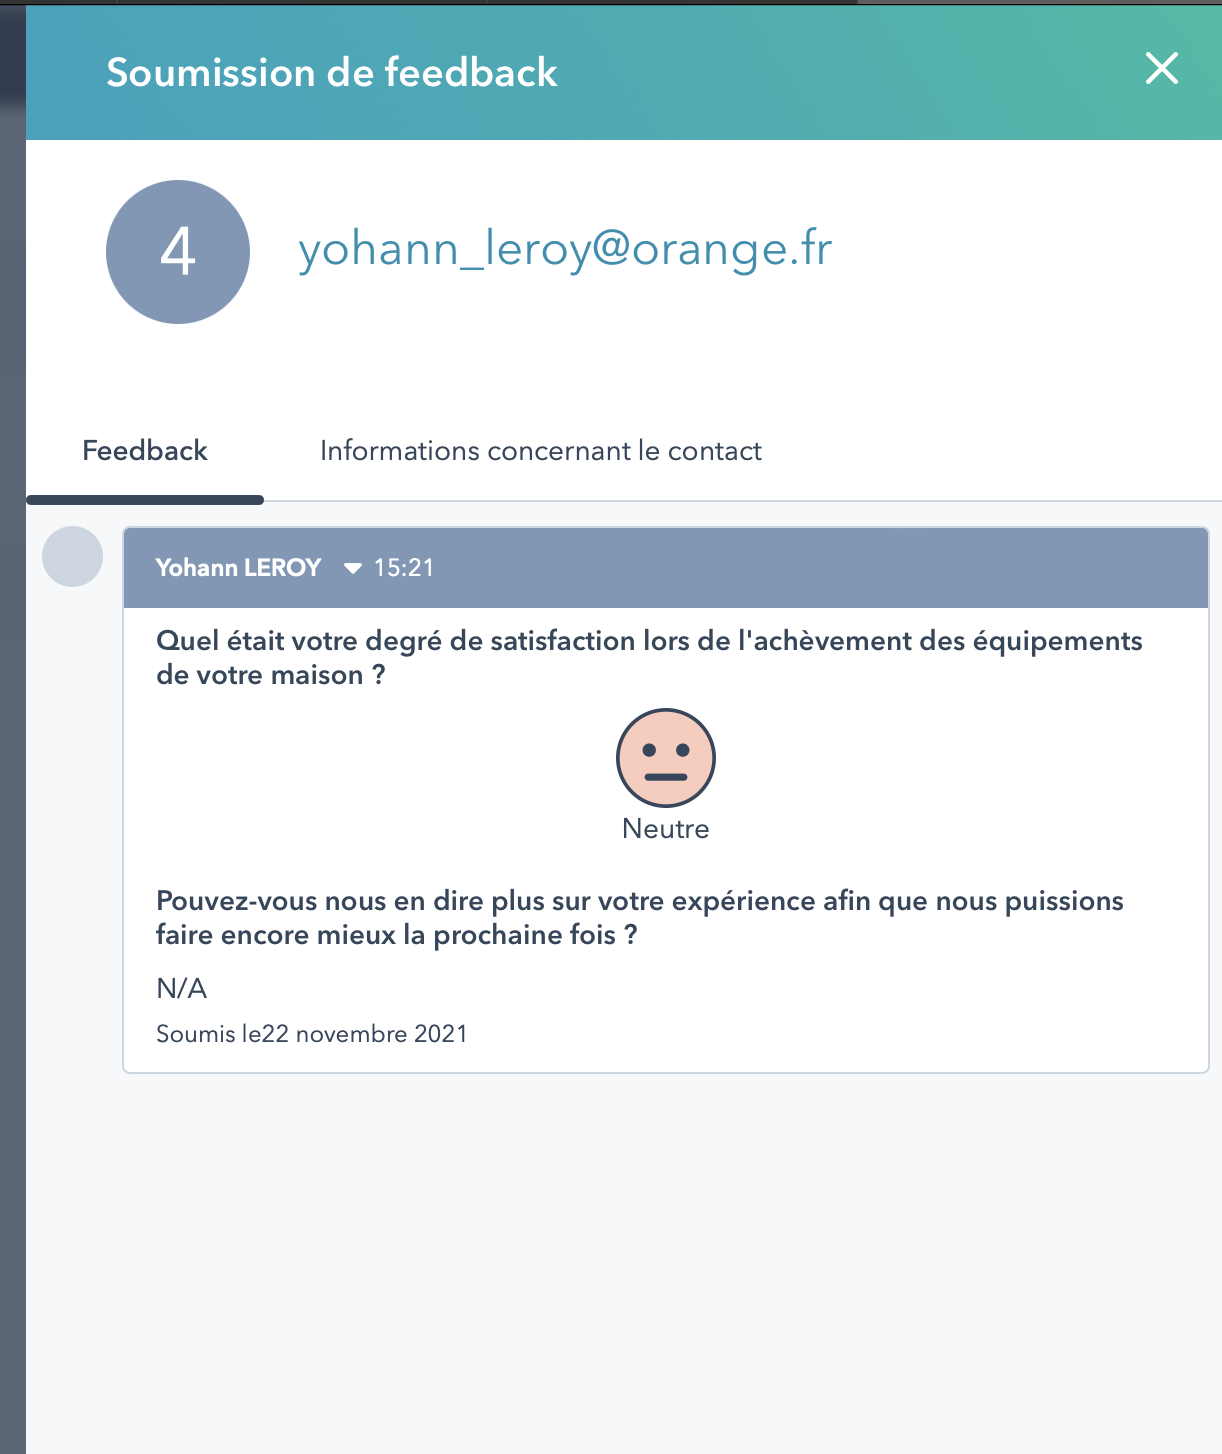 Soumission de feedback
4
yohann_leroy@orange.fr
Feedback
Informations concernant le contact
Yohann LEROY 15:21
Quel était votre degré de satisfaction lors de l'achèvement des équipements
de votre maison ?
Neutre
Pouvez-vous nous en dire plus sur votre expérience afin que nous puissions
faire encore mieux la prochaine fois ?
N/A
Soumis le22 novembre 2021